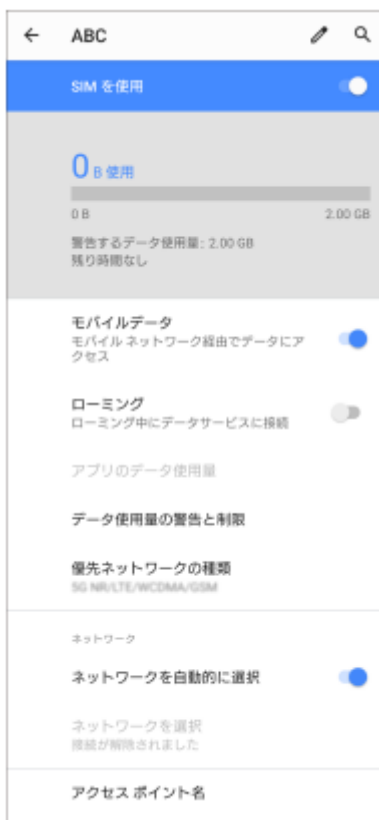 ABC
SIM を使用
0 B 使用
0 B 2.00 GB
警告するデータ使用量: 2.00 GB
残り時間なし
モバイルデータ
モバイル ネットワーク経由でデータにア
クセス
ローミング
ローミング中にデータサービスに接続
アプリのデータ使用量
データ使用量の警告と制限
優先ネットワークの種類
5G NR/LTE/WCDMA/GSM
ネットワーク
ネットワークを自動的に選択
ネットワークを選択
接続が解除されました
アクセス ポイント名